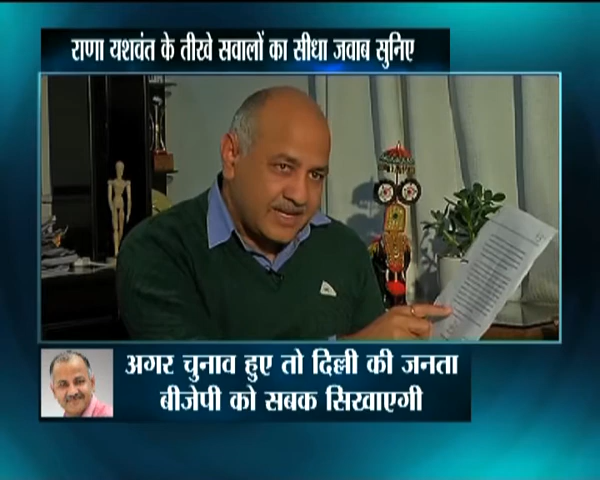 राणा यशवंत के तीखे सवालों का सीधा जवाब सुनिए
अगर चुनाव हुए तो दिल्ली की जनता
बीजेपी को सबक सिखाएगी